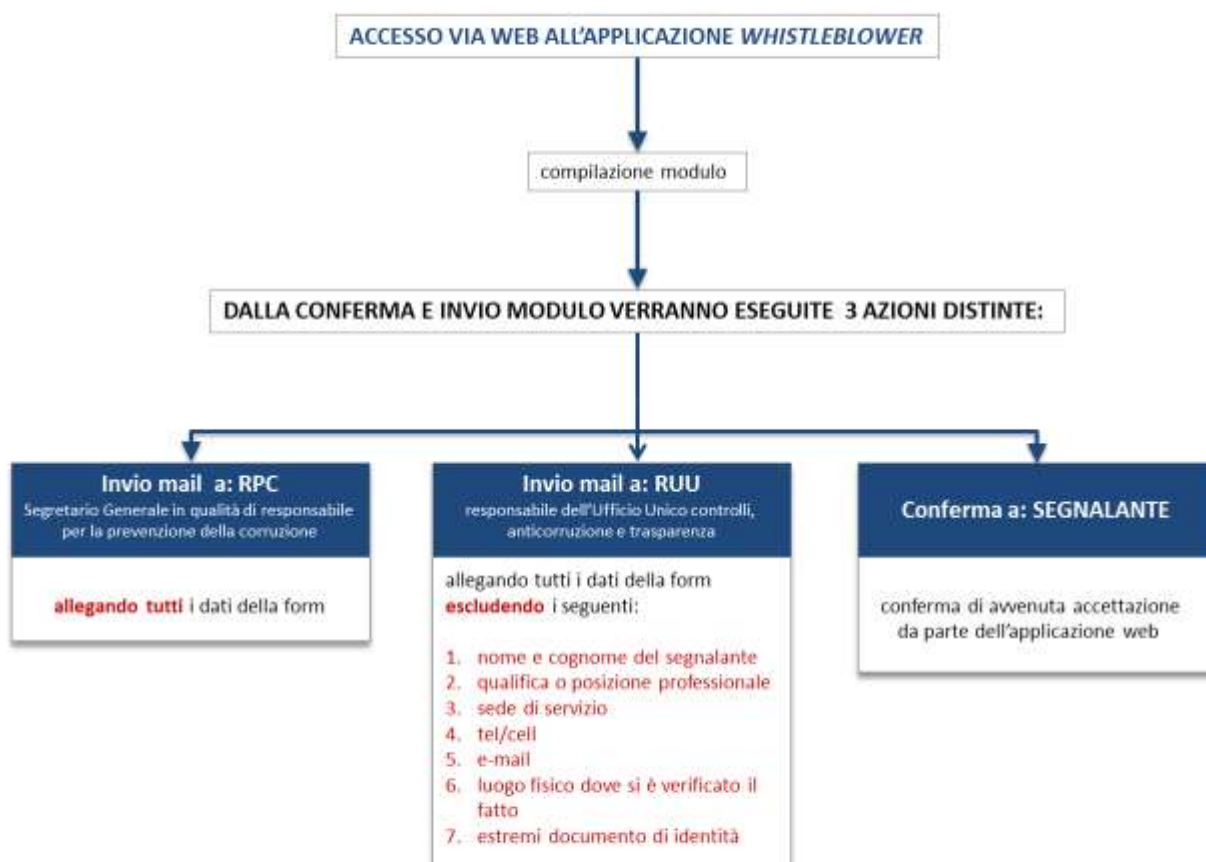 ACCESSO VIA WEB ALL'APPLICAZIONE WHISTLEBLOWER
compilazione modulo
DALLA CONFERMA E INVIO MODULO VERRANNO ESEGUITE 3 AZIONI DISTINTE:
Invio mail a: RPC
Segretario Generale in qualità di responsabile
per la prevenzione della corruzione
allegando tutti i dati della form
Invio mail a: RUU
responsabile dell'Ufficio Unico controlli,
anticorruzione e trasparenza
allegando tutti i dati della form
escludendo i seguenti:
1. nome e cognome del segnalante
2. qualifica o posizione professionale
3. sede di servizio
4. tel/cell
5. e-mail
6. luogo fisico dove si è verificato il
fatto
7. estremi documento di identità
Conferma a: SEGNALANTE
conferma di avvenuta accettazione
da parte dell'applicazione web